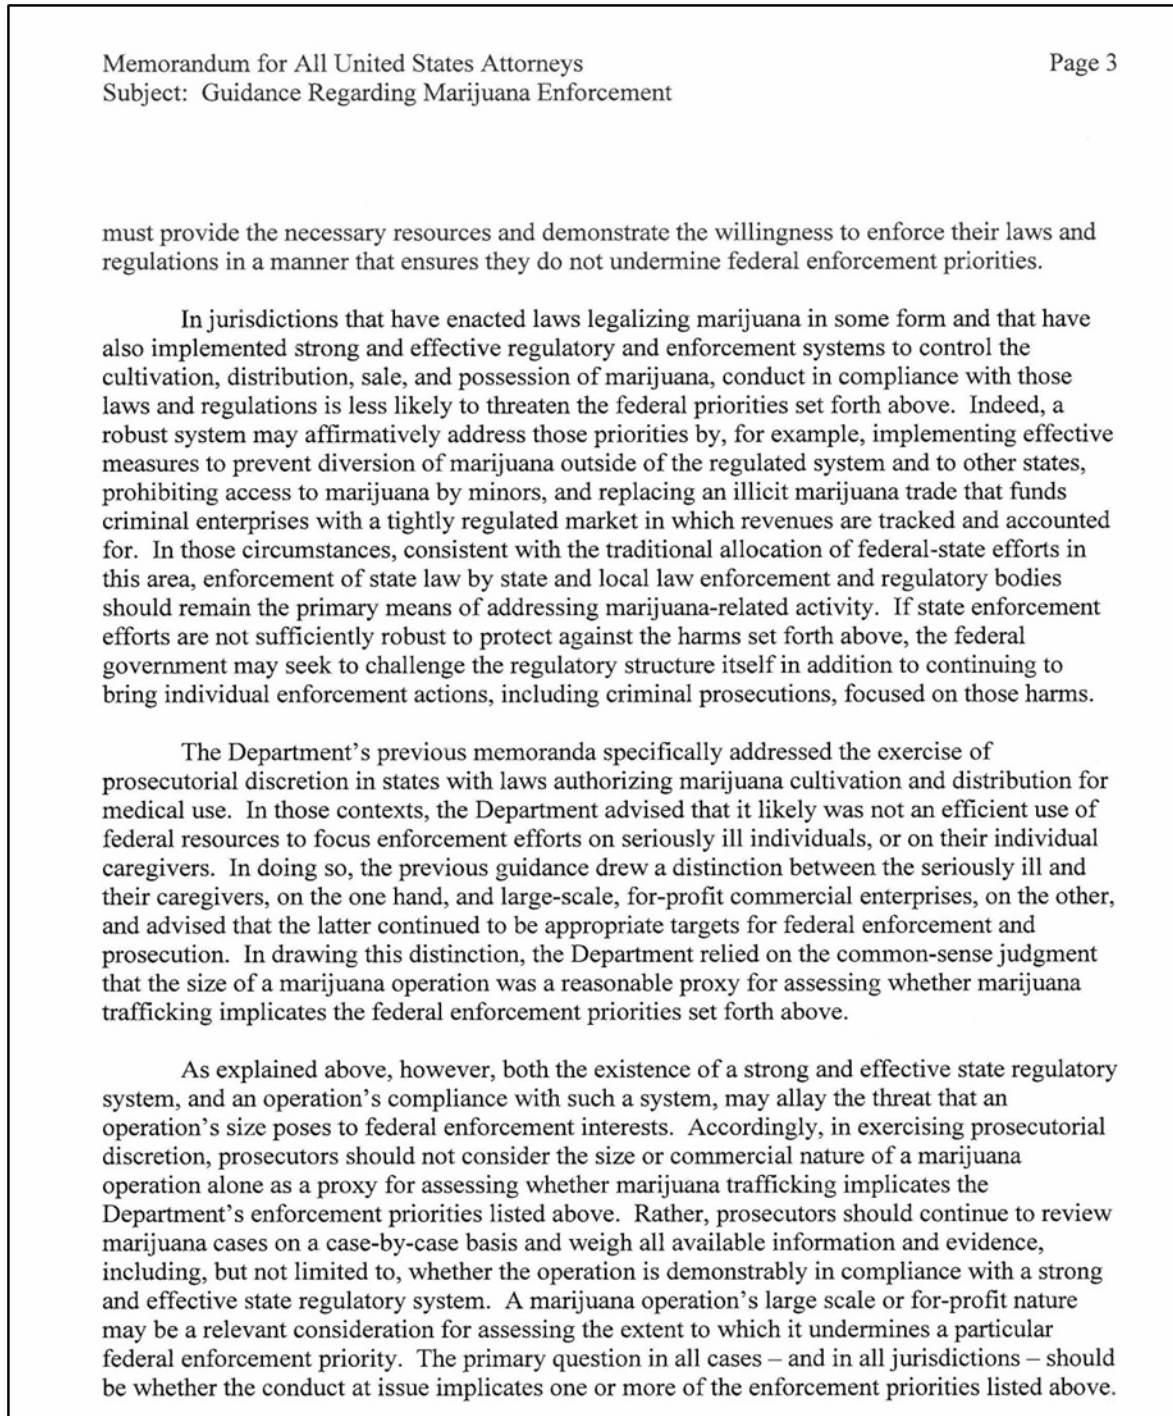 Memorandum for All United States Attorneys Page 3
Subject: Guidance Regarding Marijuana Enforcement
must provide the necessary resources and demonstrate the willingness to enforce their laws and
regulations in a manner that ensures they do not undermine federal enforcement priorities.
In jurisdictions that have enacted laws legalizing marijuana in some form and that have
also implemented strong and effective regulatory and enforcement systems to control the
cultivation, distribution, sale, and possession of marijuana, conduct in compliance with those
laws and regulations is less likely to threaten the federal priorities set forth above. Indeed, a
robust system may affirmatively address those priorities by, for example, implementing effective
measures to prevent diversion of marijuana outside of the regulated system and to other states,
prohibiting access to marijuana by minors, and replacing an illicit marijuana trade that funds
criminal enterprises with a tightly regulated market in which revenues are tracked and accounted
for. In those circumstances, consistent with the traditional allocation of federal-state efforts in
this area, enforcement of state law by state and local law enforcement and regulatory bodies
should remain the primary means of addressing marijuana-related activity. If state enforcement
efforts are not sufficiently robust to protect against the harms set forth above, the federal
government may seek to challenge the regulatory structure itself in addition to continuing to
bring individual enforcement actions, including criminal prosecutions, focused on those harms.
The Department's previous memoranda specifically addressed the exercise of
prosecutorial discretion in states with laws authorizing marijuana cultivation and distribution for
medical use. In those contexts, the Department advised that it likely was not an efficient use of
federal resources to focus enforcement efforts on seriously ill individuals, or on their individual
caregivers. In doing so, the previous guidance drew a distinction between the seriously ill and
their caregivers, on the one hand, and large-scale, for-profit commercial enterprises, on the other,
and advised that the latter continued to be appropriate targets for federal enforcement and
prosecution. In drawing this distinction, the Department relied on the common-sense judgment
that the size of a marijuana operation was a reasonable proxy for assessing whether marijuana
trafficking implicates the federal enforcement priorities set forth above.
As explained above, however, both the existence of a strong and effective state regulatory
system, and an operation's compliance with such a system, may allay the threat that an
operation's size poses to federal enforcement interests. Accordingly, in exercising prosecutorial
discretion, prosecutors should not consider the size or commercial nature of a marijuana
operation alone as a proxy for assessing whether marijuana trafficking implicates the
Department's enforcement priorities listed above. Rather, prosecutors should continue to review
marijuana cases on a case-by-case basis and weigh all available information and evidence,
including, but not limited to, whether the operation is demonstrably in compliance with a strong
and effective state regulatory system. A marijuana operation's large scale or for-profit nature
may be a relevant consideration for assessing the extent to which it undermines a particular
federal enforcement priority. The primary question in all cases – and in all jurisdictions – should
be whether the conduct at issue implicates one or more of the enforcement priorities listed above.